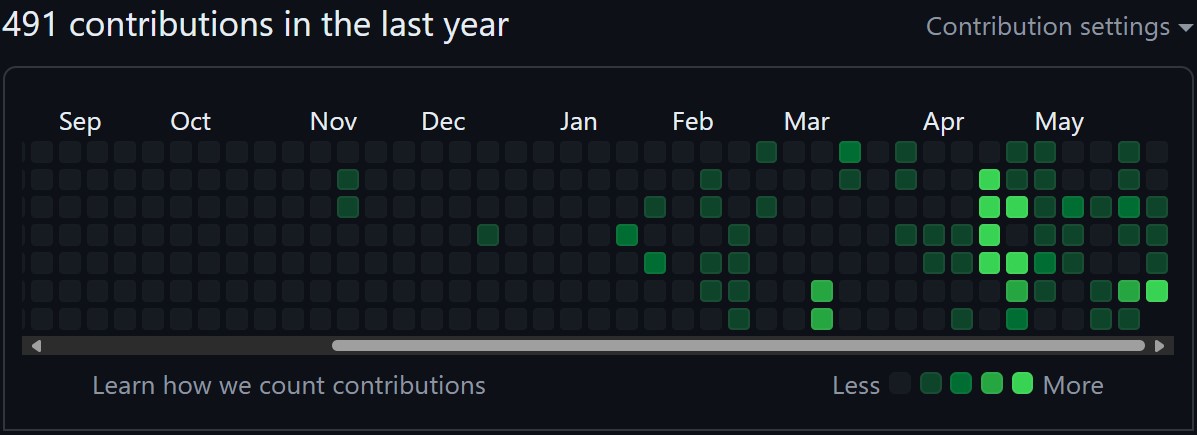 491 contributions in the last year
Contribution settings
Sep Oct Nov Dec Jan Feb Mar Apr May
Learn how we count contributions
Less More